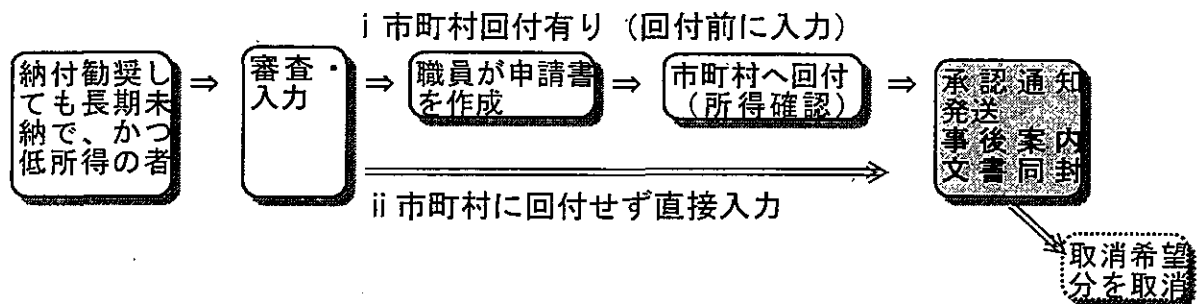 ⅰ市町村回付有り（回付前に入力）
納付勧奨し
ても長期未
納で、かつ
低所得の者
⇒
審査・
入力
⇒
職員が申請書
を作成
⇒
市町村へ回付
（所得確認）
⇒
承認通知
発送
事後案内
文書同封
ⅱ市町村に回付せず直接入力
取消希望
分を取消